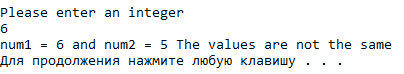 Please enter an integer
6
num1 = 6 and num2 = 5 The values are not the same
Для продолжения нажмите любую клавишу . . .